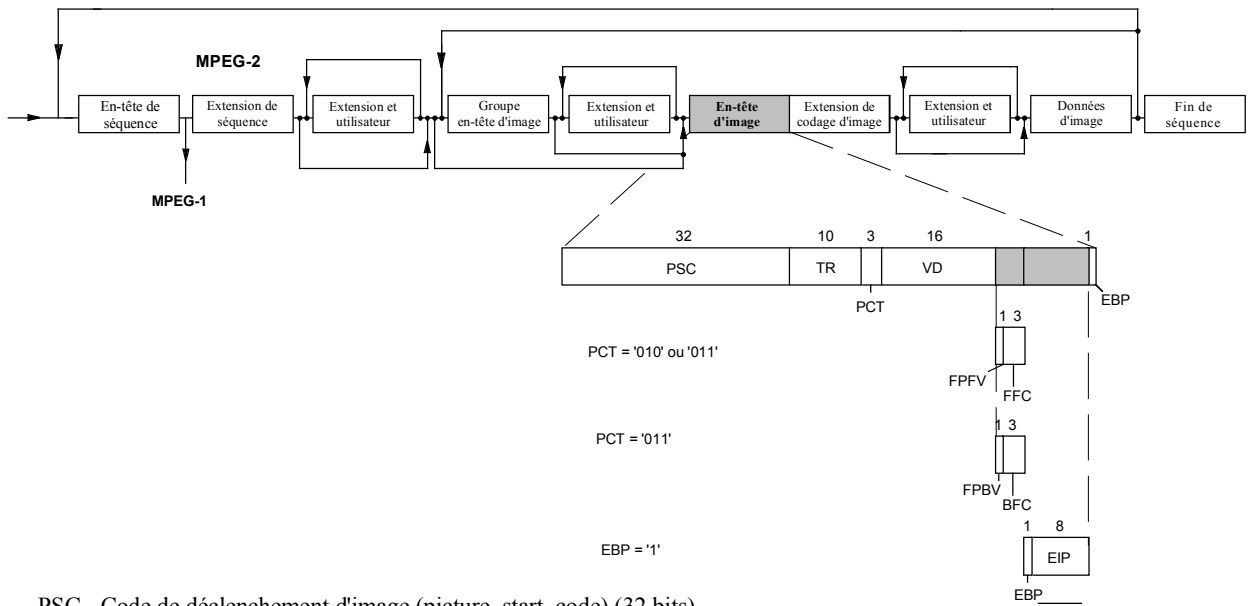 MPEG-2
En-tête de
séquence
Extension de
séquence
Extension et
utilisateur
Groupe
en-tête d'image
Extension et
utilisateur
En-tête
d'image
Extension de
codage d'image
Extension et
utilisateur
Données
d'image
Fin de
séquence
MPEG-1
32 10 3 16 1
PSC TR VD
PCT EBP
1 3
PCT = '010' ou '011'
FPFV FFC
1 3
PCT = '011'
FPBV BFC
1 8
EBP = '1' EIP
EBP
PSC Code de déclenchement d'image (picture_start_code) (32 bits)